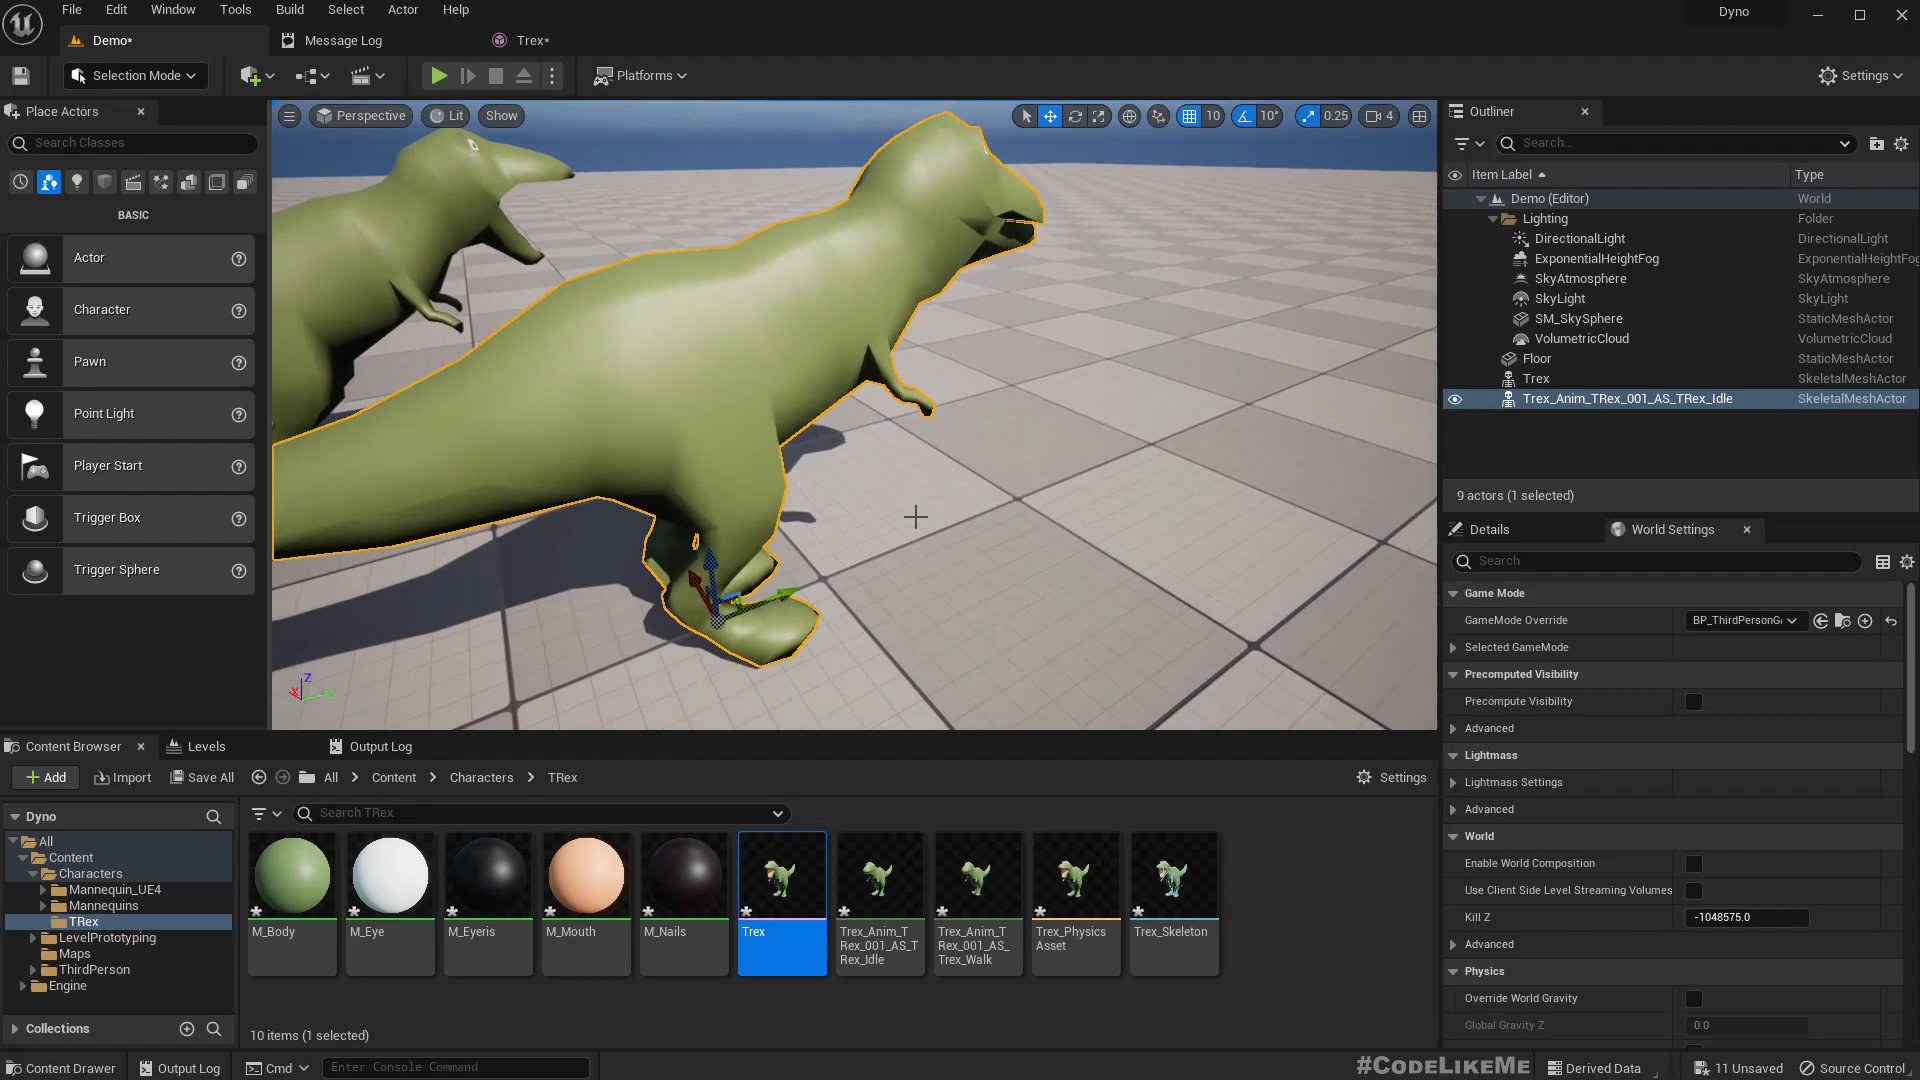 File Edit Window Tools Build Select Actor Help
Dyno
Demo*
Message Log
Trex*
Selection Mode
Platforms
Settings
Place Actors
Search Classes
BASIC
Actor
Character
Pawn
Point Light
Player Start
Trigger Box
Trigger Sphere
Perspective
Lit
Show
10
10°
0.25
4
Z
X
Y
Outliner
Search...
Item Label
Type
Demo (Editor) World
Lighting Folder
DirectionalLight DirectionalLight
ExponentialHeightFog ExponentialHeightFog
SkyAtmosphere SkyAtmosphere
SkyLight SkyLight
SM_SkySphere StaticMeshActor
VolumetricCloud VolumetricCloud
Floor StaticMeshActor
Trex SkeletalMeshActor
Trex_Anim_TRex_001_AS_TRex_Idle SkeletalMeshActor
9 actors (1 selected)
Details
World Settings
Search
Game Mode
GameMode Override BP_ThirdPersonGa
Selected GameMode
Precomputed Visibility
Precompute Visibility
Advanced
Lightmass
Lightmass Settings
Advanced
World
Enable World Composition
Use Client Side Level Streaming Volumes
Kill Z -1048575.0
Advanced
Physics
Override World Gravity
Global Gravity Z 0.0
Content Browser
Levels
Output Log
Add
Import
Save All
All
Content
Characters
TRex
Settings
Dyno
All
Content
Characters
Mannequin_UE4
Mannequins
TRex
LevelPrototyping
Maps
ThirdPerson
Engine
Collections
Search TRex
M_Body
M_Eye
M_Eyeris
M_Mouth
M_Nails
Trex
Trex_Anim_T
Rex_001_AS_T
Rex_Idle
Trex_Anim_T
Rex_001_AS_
Trex_Walk
Trex_Physics
Asset
Trex_Skeleton
10 items (1 selected)
Content Drawer
Output Log
Cmd
Enter Console Command
#CodeLikeMe
Derived Data
11 Unsaved
Source Control